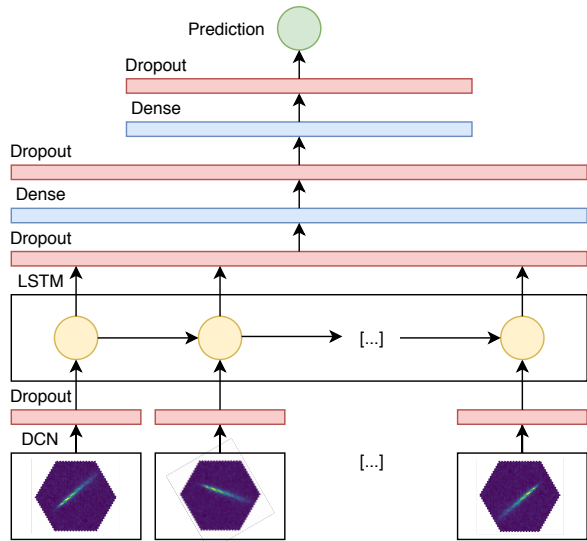 Prediction
Dropout
Dense
Dropout
Dense
Dropout
LSTM
[...]
Dropout
DCN
[...]